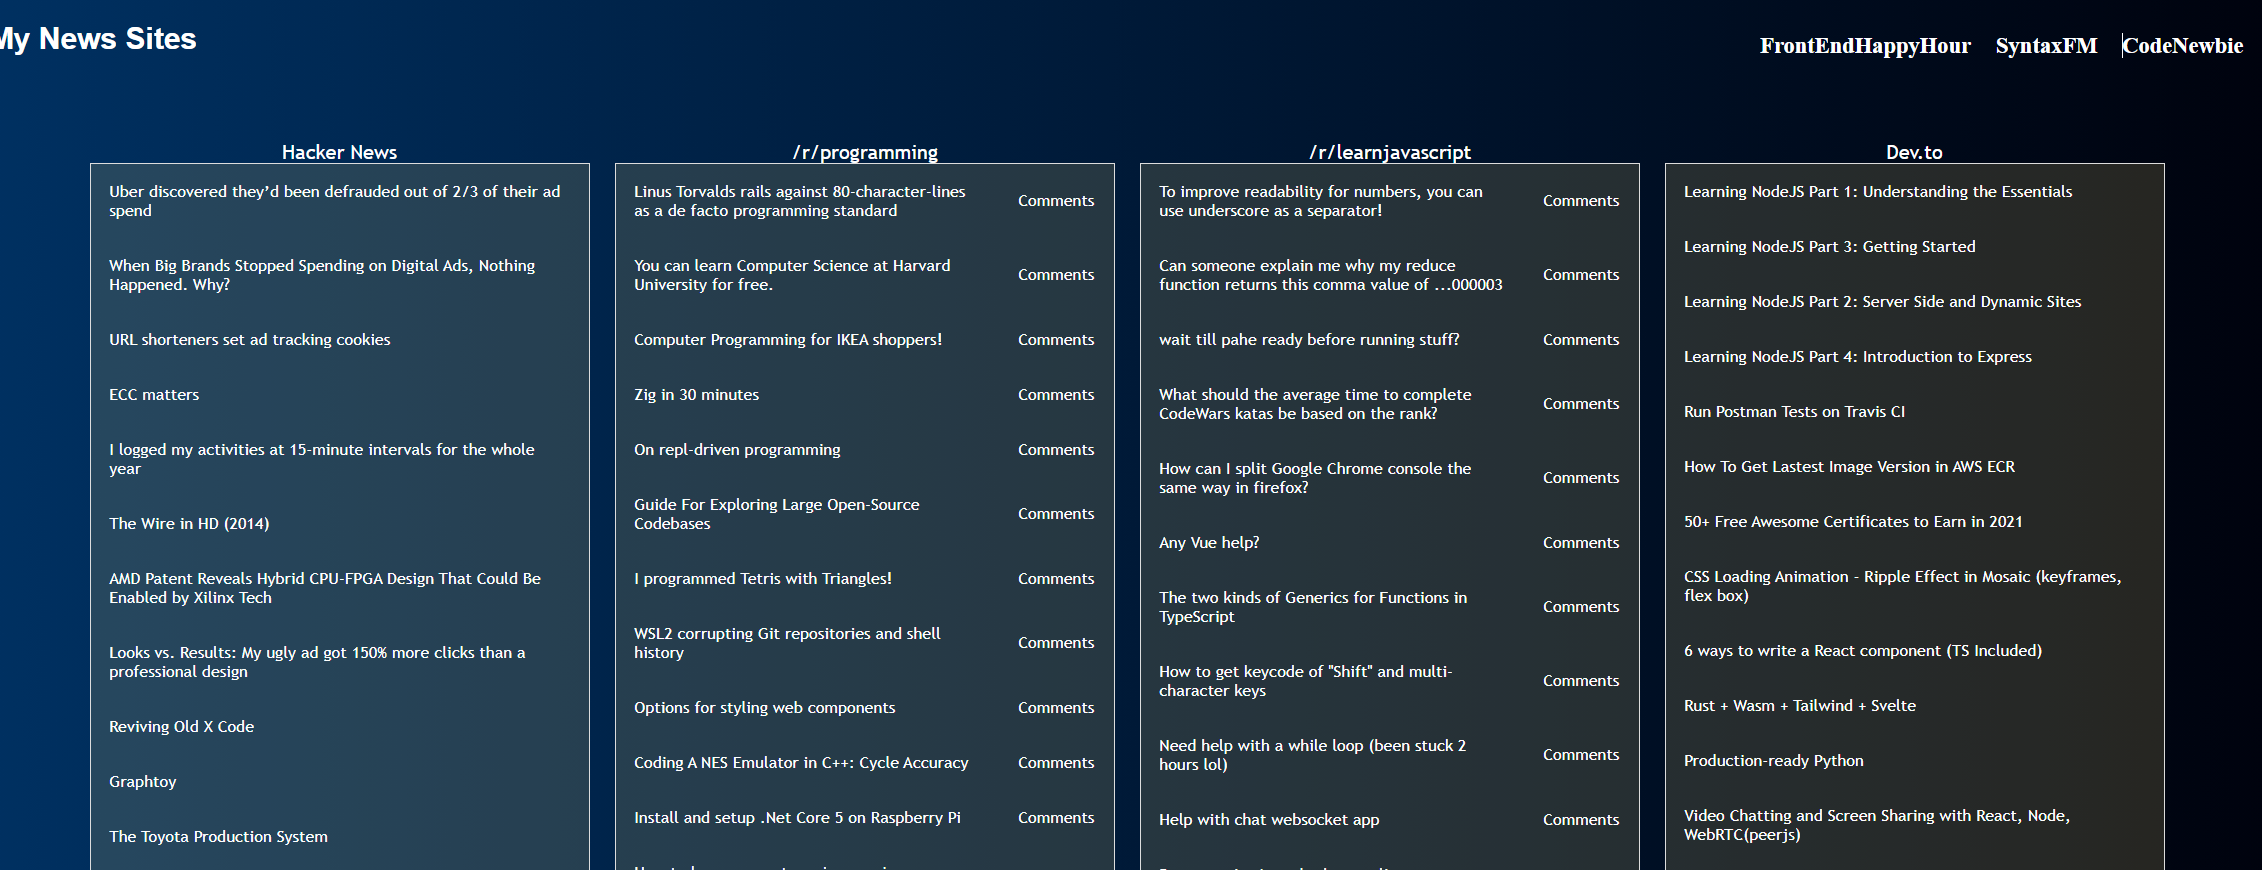 My News Sites
FrontEndHappyHour SyntaxFM CodeNewbie
Hacker News
Uber discovered they’d been defrauded out of 2/3 of their ad
spend
When Big Brands Stopped Spending on Digital Ads, Nothing
Happened. Why?
URL shorteners set ad tracking cookies
ECC matters
I logged my activities at 15-minute intervals for the whole
year
The Wire in HD (2014)
AMD Patent Reveals Hybrid CPU-FPGA Design That Could Be
Enabled by Xilinx Tech
Looks vs. Results: My ugly ad got 150% more clicks than a
professional design
Reviving Old X Code
Graphtoy
The Toyota Production System
/r/programming
Linus Torvalds rails against 80-character-lines
as a de facto programming standard
Comments
You can learn Computer Science at Harvard
University for free.
Comments
Computer Programming for IKEA shoppers!
Comments
Zig in 30 minutes
Comments
On repl-driven programming
Comments
Guide For Exploring Large Open-Source
Codebases
Comments
I programmed Tetris with Triangles!
Comments
WSL2 corrupting Git repositories and shell
history
Comments
Options for styling web components
Comments
Coding A NES Emulator in C++: Cycle Accuracy
Comments
Install and setup .Net Core 5 on Raspberry Pi
Comments
/r/learnjavascript
To improve readability for numbers, you can
use underscore as a separator!
Comments
Can someone explain me why my reduce
function returns this comma value of ...000003
Comments
wait till pahe ready before running stuff?
Comments
What should the average time to complete
CodeWars katas be based on the rank?
Comments
How can I split Google Chrome console the
same way in firefox?
Comments
Any Vue help?
Comments
The two kinds of Generics for Functions in
TypeScript
Comments
How to get keycode of "Shift" and multi-
character keys
Comments
Need help with a while loop (been stuck 2
hours lol)
Comments
Help with chat websocket app
Comments
Dev.to
Learning NodeJS Part 1: Understanding the Essentials
Learning NodeJS Part 3: Getting Started
Learning NodeJS Part 2: Server Side and Dynamic Sites
Learning NodeJS Part 4: Introduction to Express
Run Postman Tests on Travis CI
How To Get Lastest Image Version in AWS ECR
50+ Free Awesome Certificates to Earn in 2021
CSS Loading Animation - Ripple Effect in Mosaic (keyframes,
flex box)
6 ways to write a React component (TS Included)
Rust + Wasm + Tailwind + Svelte
Production-ready Python
Video Chatting and Screen Sharing with React, Node,
WebRTC(peerjs)